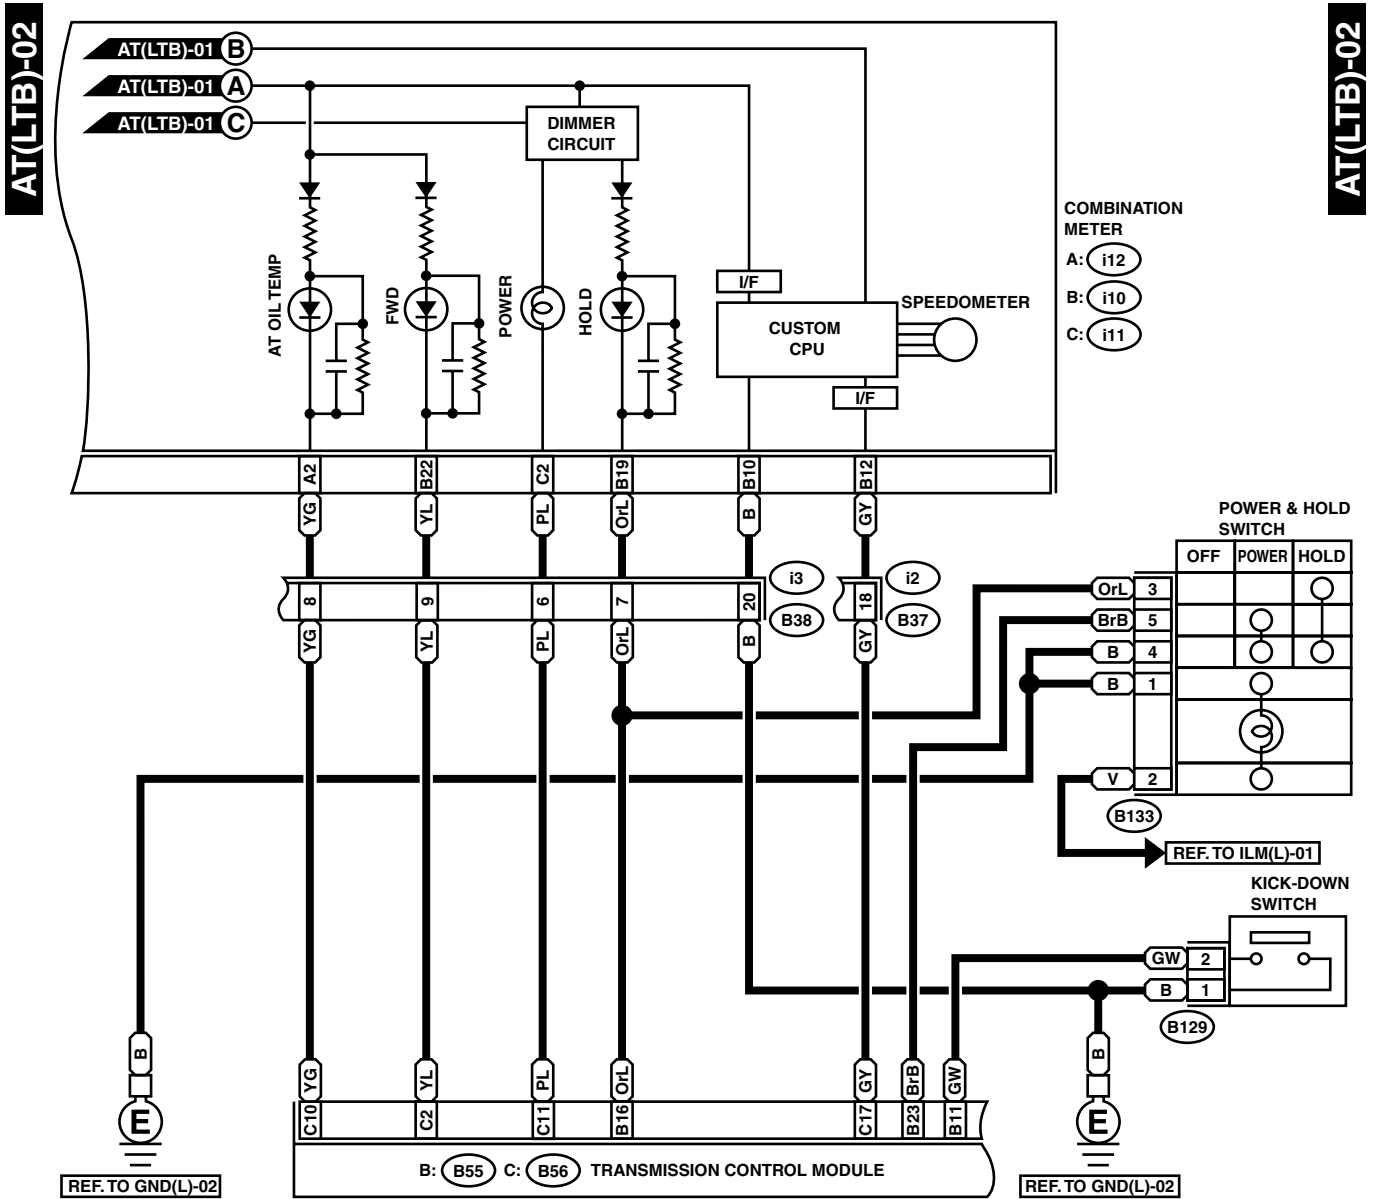 AT(LTB)-02
AT(LTB)-02
AT(LTB)-01 B
AT(LTB)-01 A
AT(LTB)-01 C
DIMMER
CIRCUIT
COMBINATION
METER
A: i12
B: i10
C: i11
AT OIL TEMP
FWD
POWER
HOLD
I/F
CUSTOM
CPU
SPEEDOMETER
I/F
A2 B22 C2 B19 B10 B12
YG YL PL OrL B GY
i3 i2
8 9 6 7 20 18
B38 B37
YG YL PL OrL B GY
POWER & HOLD
SWITCH
OFF POWER HOLD
OrL 3
BrB 5
B 4
B 1
V 2
B133
REF. TO ILM(L)-01
KICK-DOWN
SWITCH
GW 2
B 1
B129
B
E
REF. TO GND(L)-02
B
E
REF. TO GND(L)-02
YG YL PL OrL GY BrB GW
C10 C2 C11 B16 C17 B23 B11
B: B55 C: B56 TRANSMISSION CONTROL MODULE